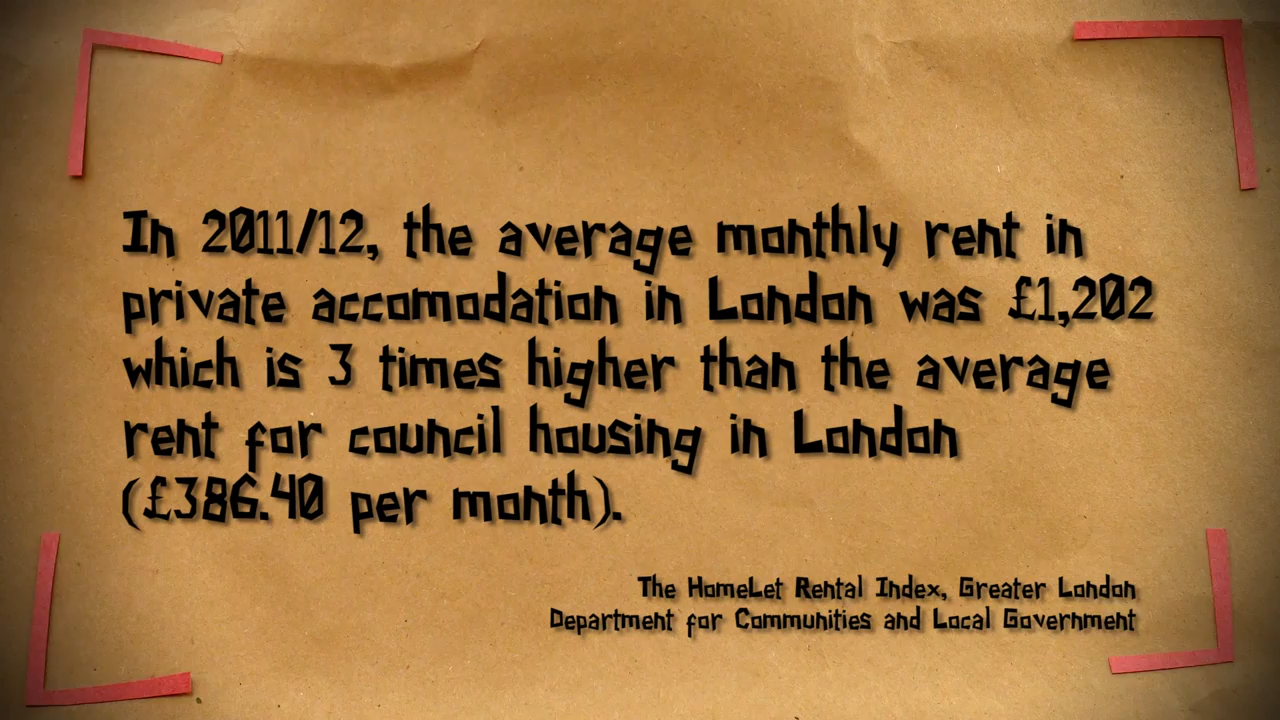 In 2011/12, the average monthly rent in
private accomodation in London was £1,202
which is 3 times higher than the average
rent for council housing in London
(£386.40 per month).
The HomeLet Rental Index, Greater London
Department for Communities and Local Government